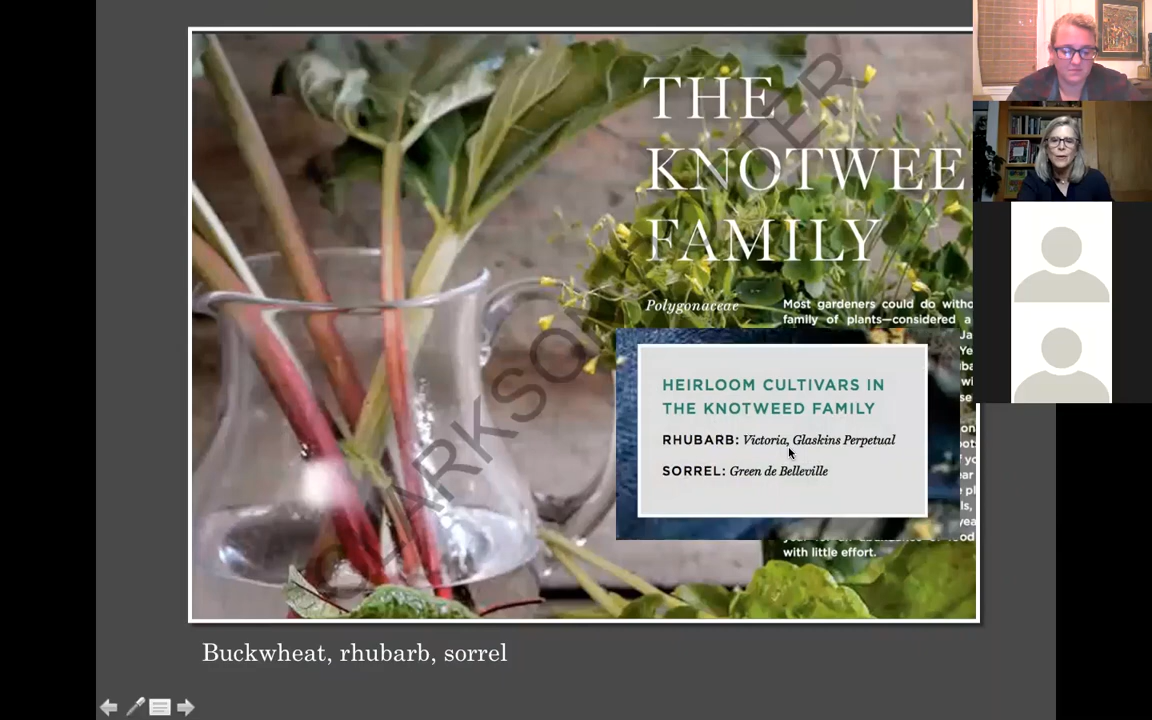 THE
KNOTWEE
FAMILY
Polygonaceae
Most gardeners could do witho
family of plants—considered a
HEIRLOOM CULTIVARS IN
THE KNOTWEED FAMILY
RHUBARB: Victoria, Glaskins Perpetual
SORREL: Green de Belleville
with little effort.
Buckwheat, rhubarb, sorrel